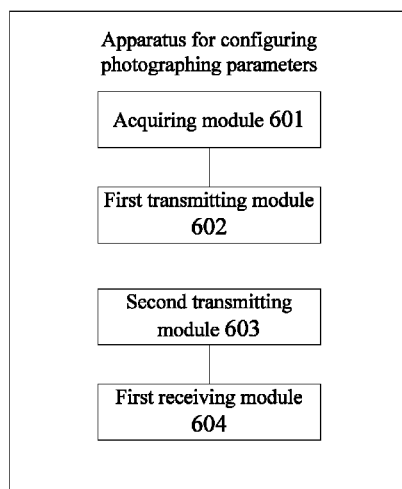 Apparatus for configuring
photographing parameters
Acquiring module 601
First transmitting module
602
Second transmitting
module 603
First receiving module
604